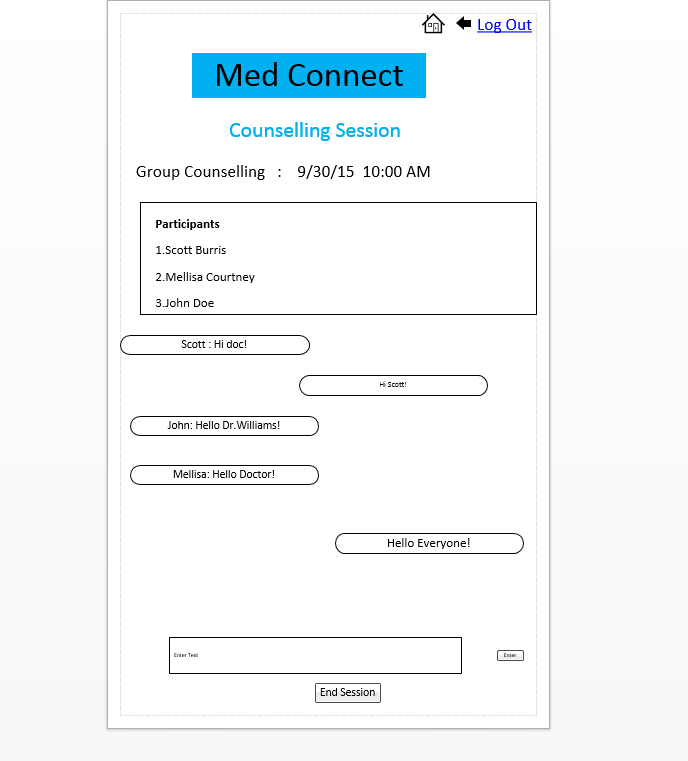 Log Out
Med Connect
Counselling Session
Group Counselling : 9/30/15 10:00 AM
Participants
1.Scott Burris
2.Mellisa Courtney
3.John Doe
Scott : Hi doc!
Hi Scott!
John: Hello Dr.Williams!
Mellisa: Hello Doctor!
Hello Everyone!
Enter Text
Enter
End Session